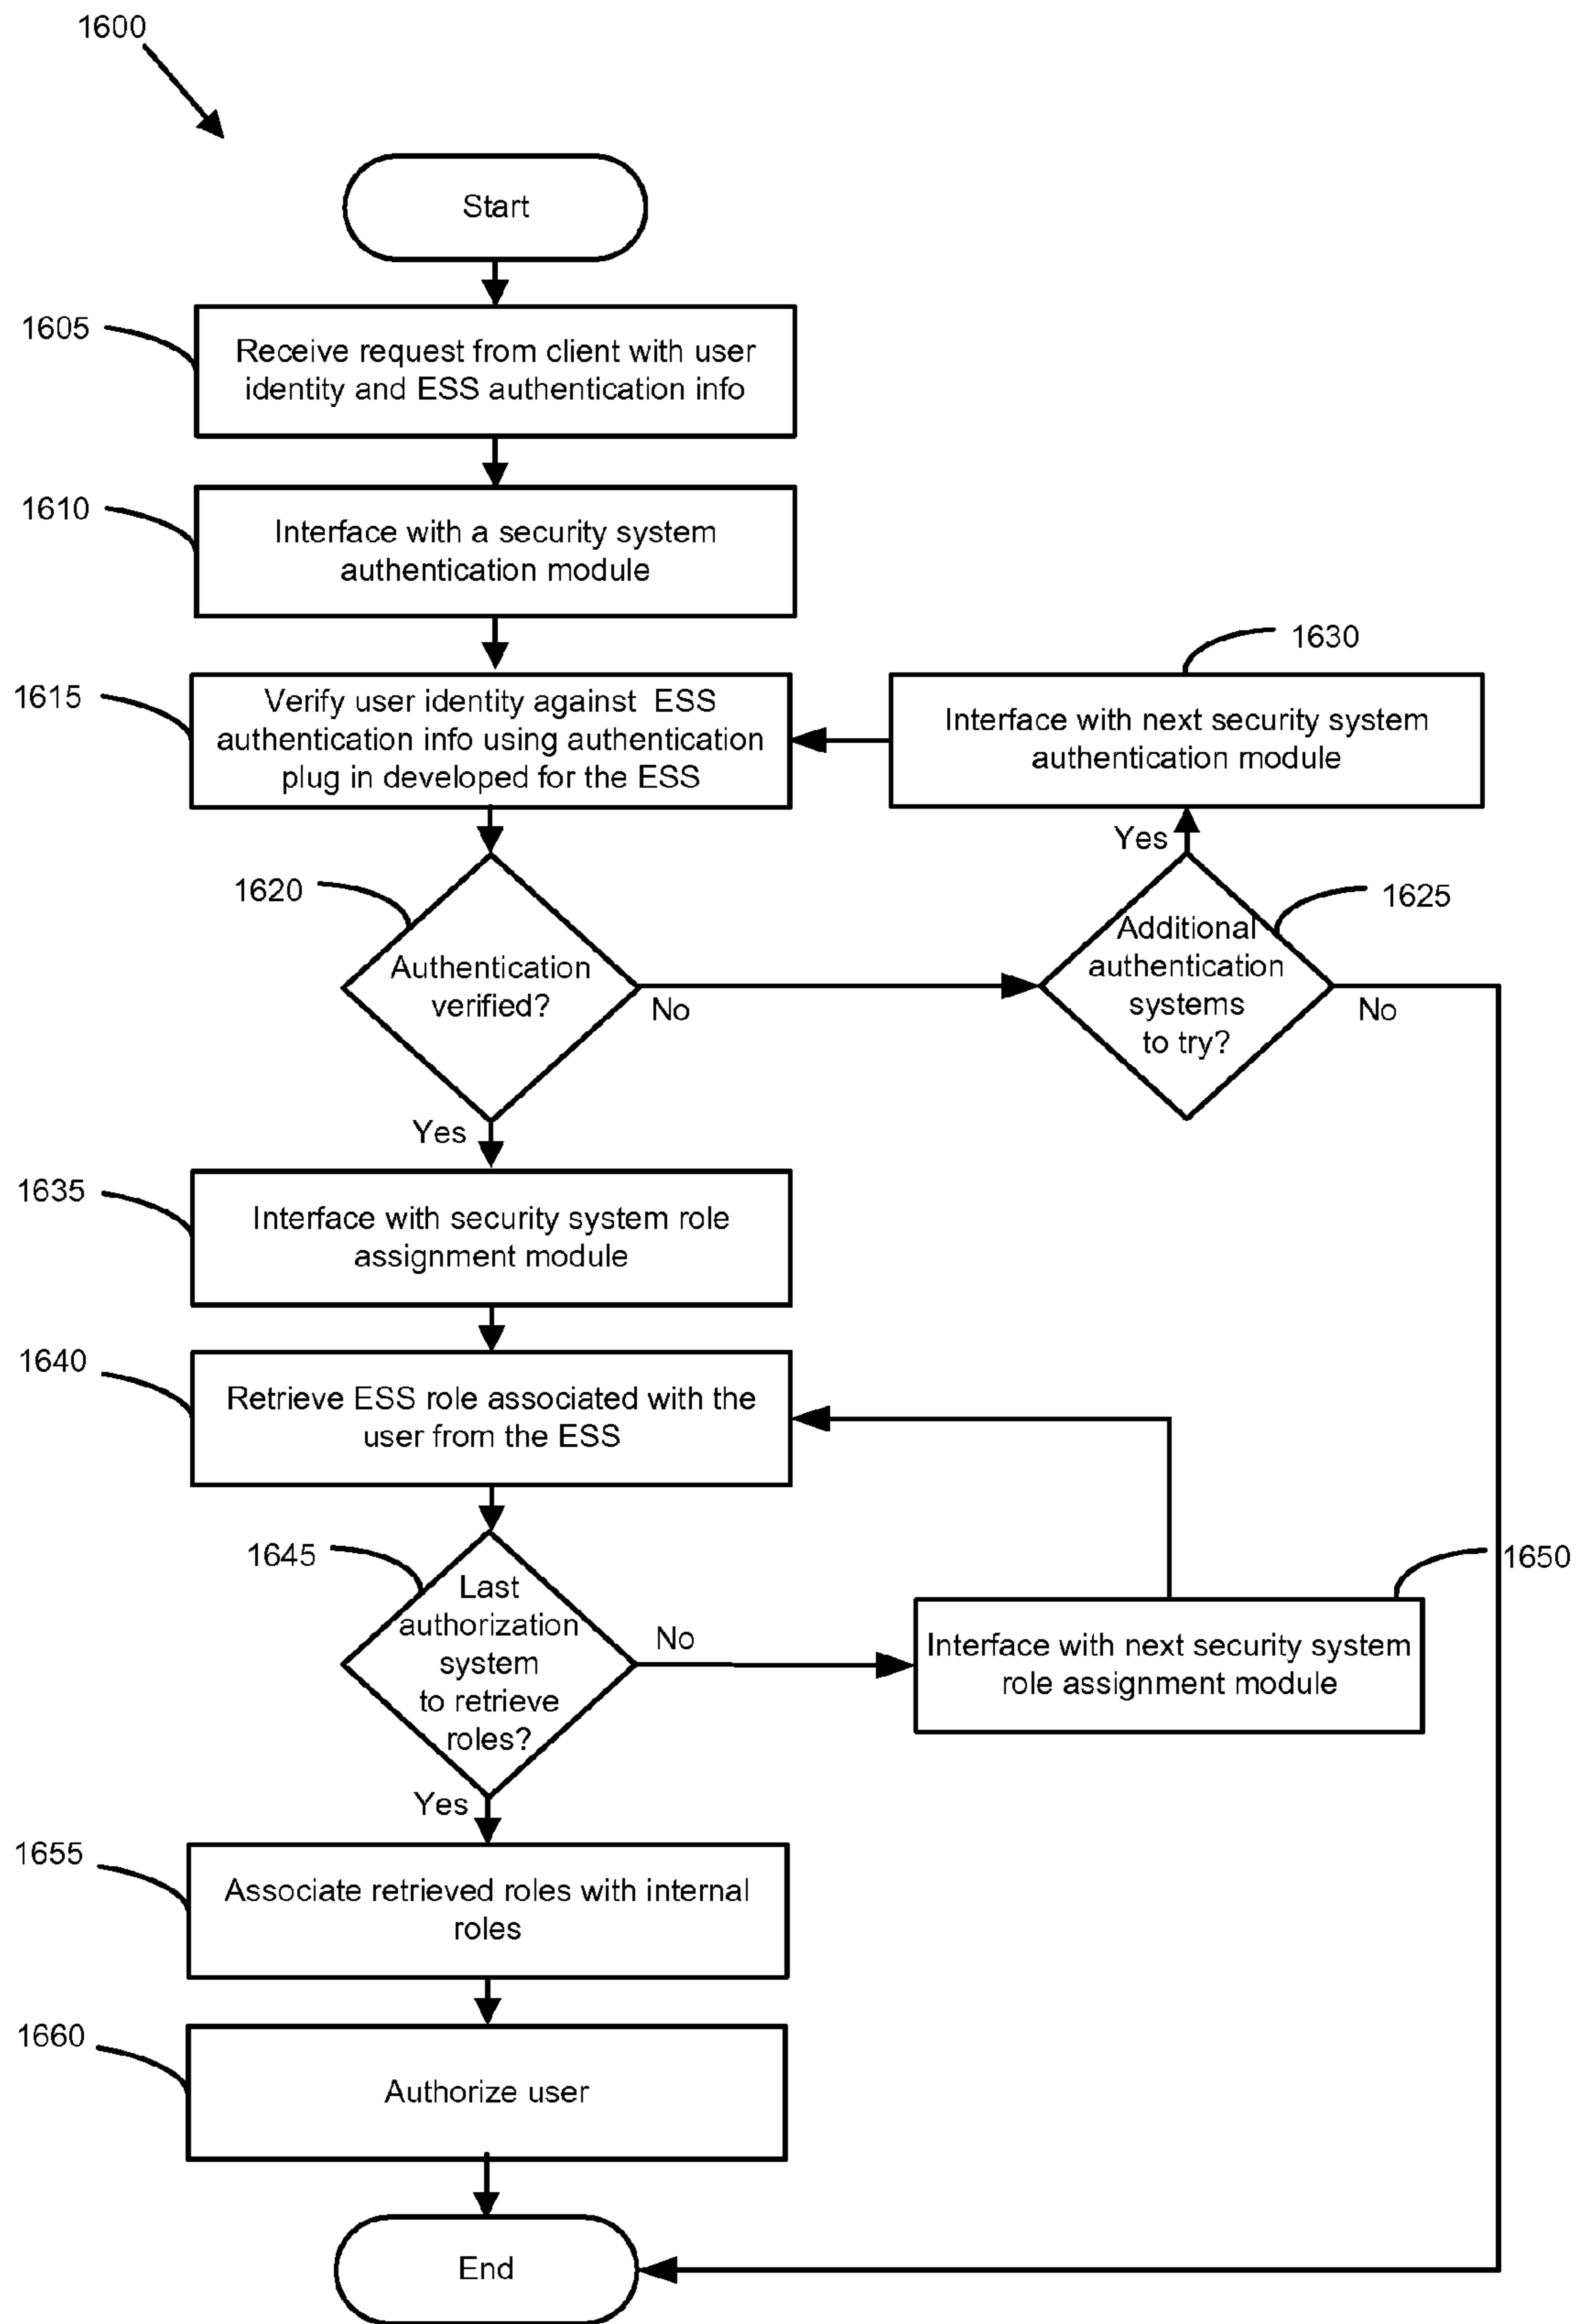 1600
Start
1605
Receive request from client with user
identity and ESS authentication info
1610
Interface with a security system
authentication module
1615
Verify user identity against ESS
authentication info using authentication
plug in developed for the ESS
1630
Interface with next security system
authentication module
Yes
1620
Authentication
verified?
No
1625
Additional
authentication
systems
to try?
No
Yes
1635
Interface with security system role
assignment module
1640
Retrieve ESS role associated with the
user from the ESS
1645
Last
authorization
system
to retrieve
roles?
No
1650
Interface with next security system
role assignment module
Yes
1655
Associate retrieved roles with internal
roles
1660
Authorize user
End